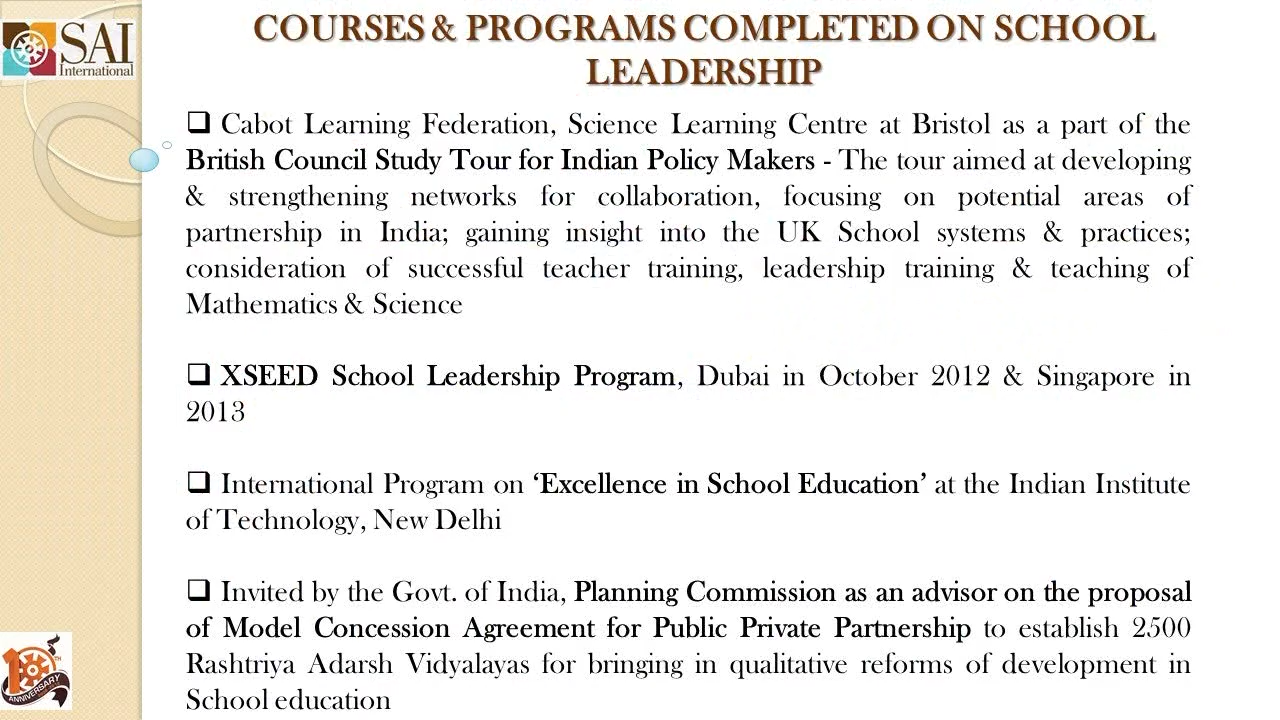 SAI
International
COURSES & PROGRAMS COMPLETED ON SCHOOL
LEADERSHIP
❑ Cabot Learning Federation, Science Learning Centre at Bristol as a part of the
British Council Study Tour for Indian Policy Makers - The tour aimed at developing
& strengthening networks for collaboration, focusing on potential areas of
partnership in India; gaining insight into the UK School systems & practices;
consideration of successful teacher training, leadership training & teaching of
Mathematics & Science
❑ XSEED School Leadership Program, Dubai in October 2012 & Singapore in
2013
❑ International Program on ‘Excellence in School Education’ at the Indian Institute
of Technology, New Delhi
❑ Invited by the Govt. of India, Planning Commission as an advisor on the proposal
of Model Concession Agreement for Public Private Partnership to establish 2500
Rashtriya Adarsh Vidyalayas for bringing in qualitative reforms of development in
School education
10TH
ANNIVERSARY